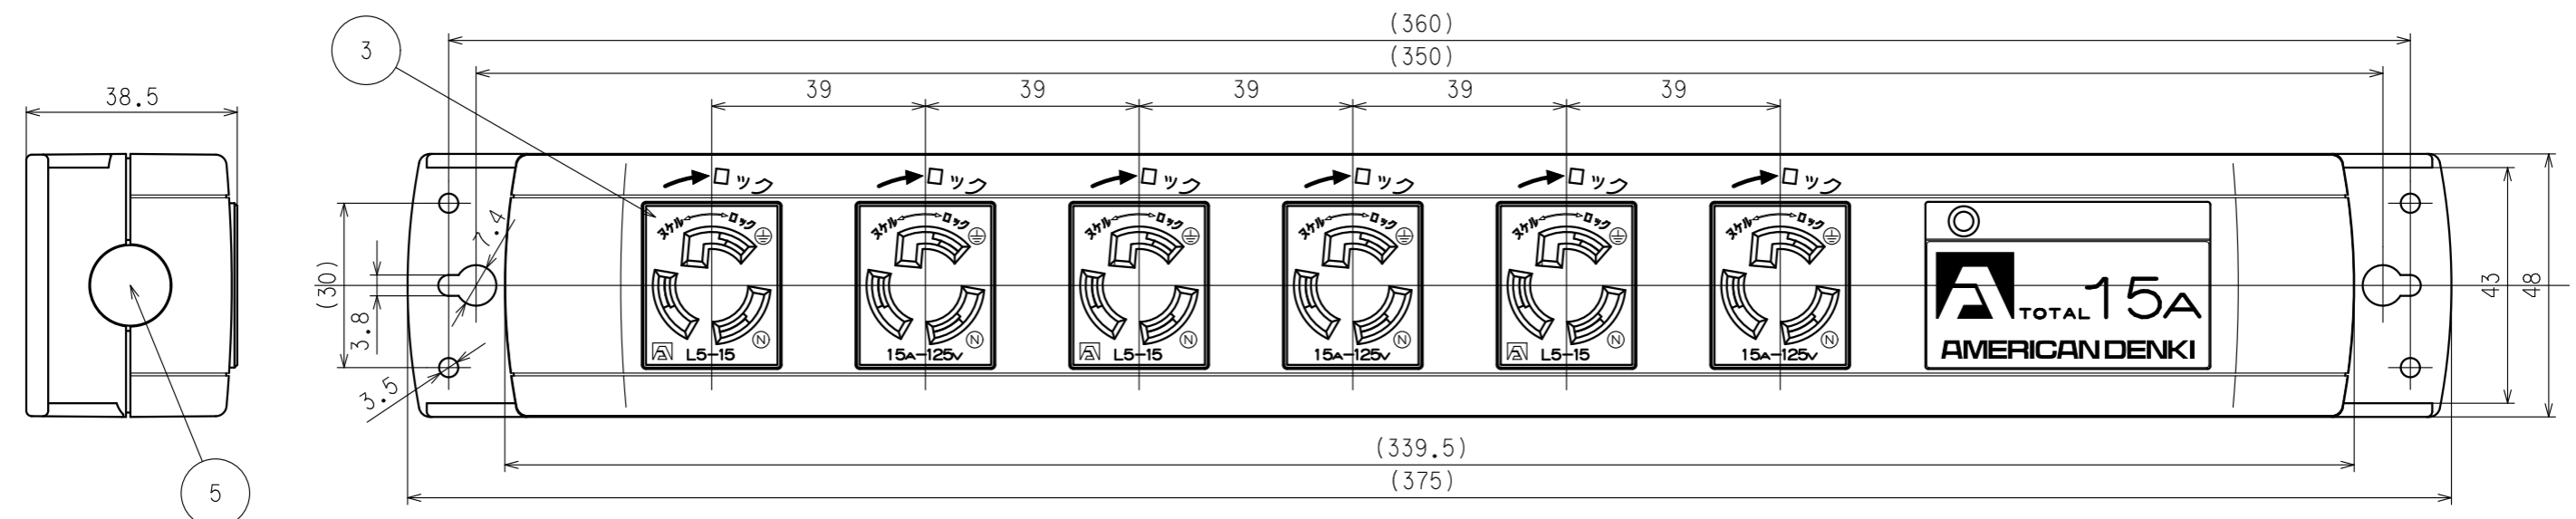 (360)
(350)
3
39 39 39 39 39
38.5
ロック ロック ロック ロック ロック ロック
ヌケル ロック ヌケル ロック ヌケル ロック ヌケル ロック ヌケル ロック ヌケル ロック
7.4
(30)
3.8
3.5
N N N N N N
L5-15 15A-125V L5-15 15A-125V L5-15 15A-125V
TOTAL 15A
AMERICAN DENKI
43
48
(339.5)
(375)
5